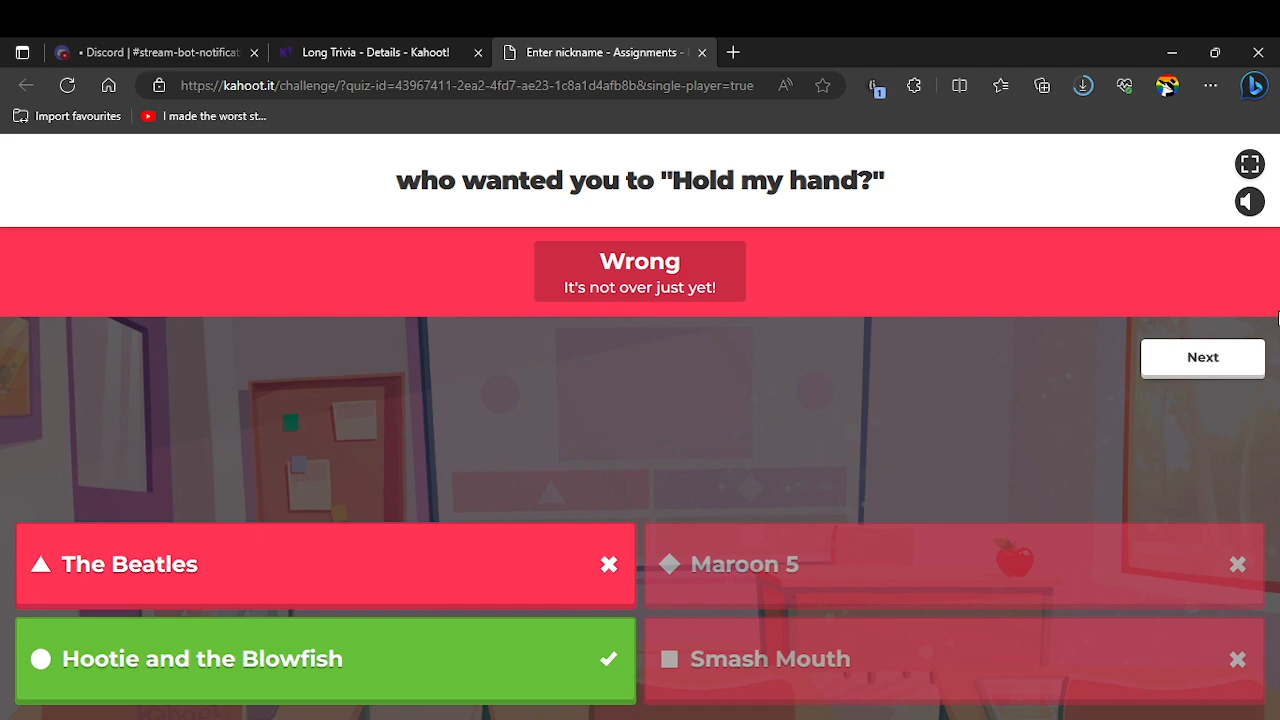 • Discord | #stream-bot-notificat
Long Trivia - Details - Kahoot!
Enter nickname - Assignments -
https://kahoot.it/challenge/?quiz-id=43967411-2ea2-4fd7-ae23-1c8a1d4afb8b&single-player=true
1
Import favourites
I made the worst st...
who wanted you to "Hold my hand?"
Wrong
It's not over just yet!
Next
The Beatles
Maroon 5
Hootie and the Blowfish
Smash Mouth